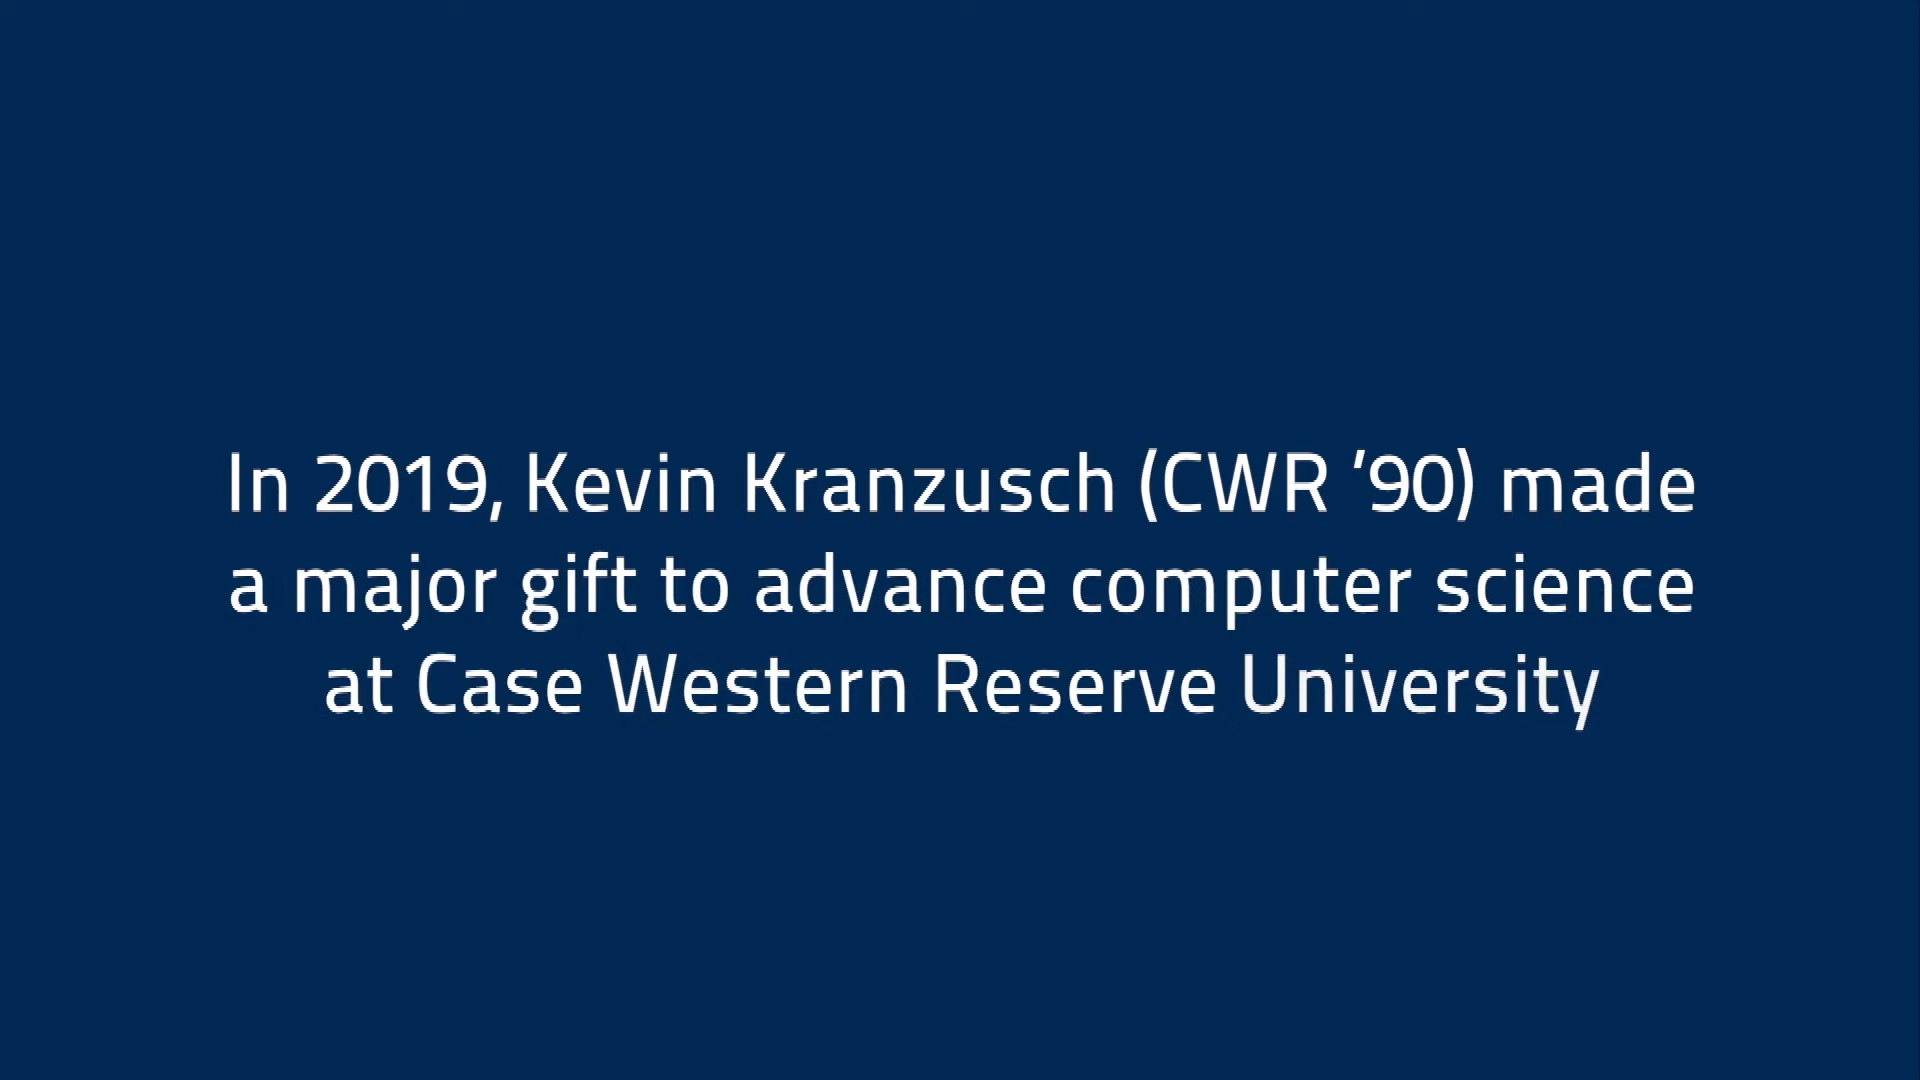 In 2019, Kevin Kranzusch (CWR ’90) made
a major gift to advance computer science
at Case Western Reserve University